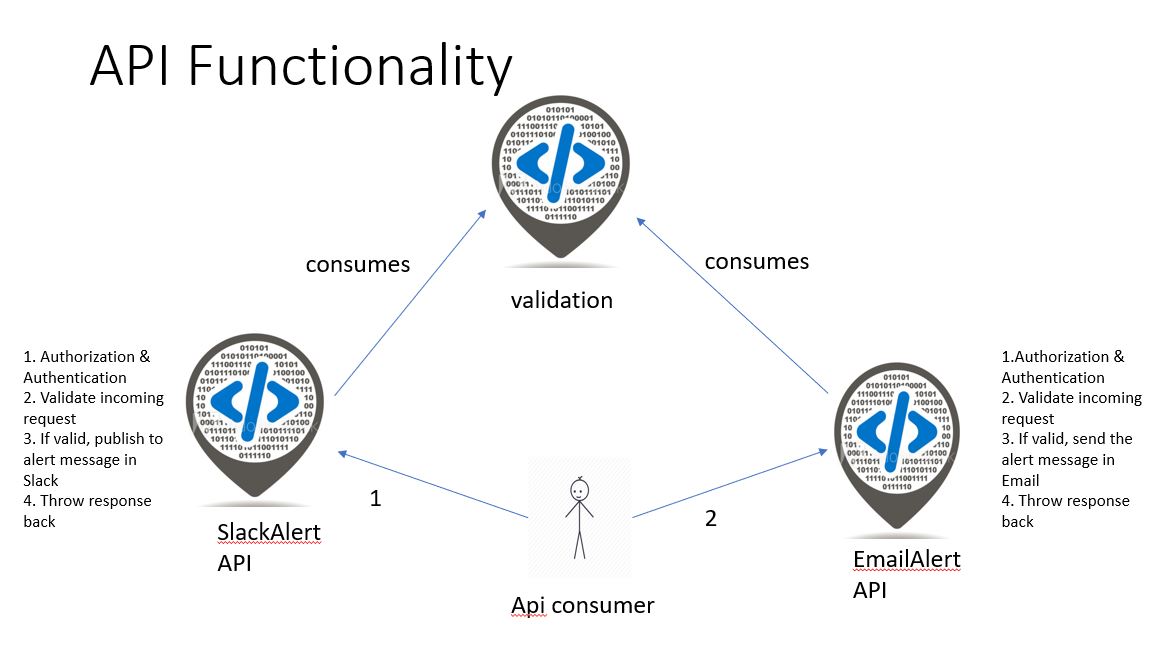 API Functionality
consumes
consumes
validation
1. Authorization &
Authentication
2. Validate incoming
request
3. If valid, publish to
alert message in
Slack
4. Throw response
back
1.Authorization &
Authentication
2. Validate incoming
request
3. If valid, send the
alert message in
Email
4. Throw response
back
1
2
SlackAlert
API
EmailAlert
API
Api consumer